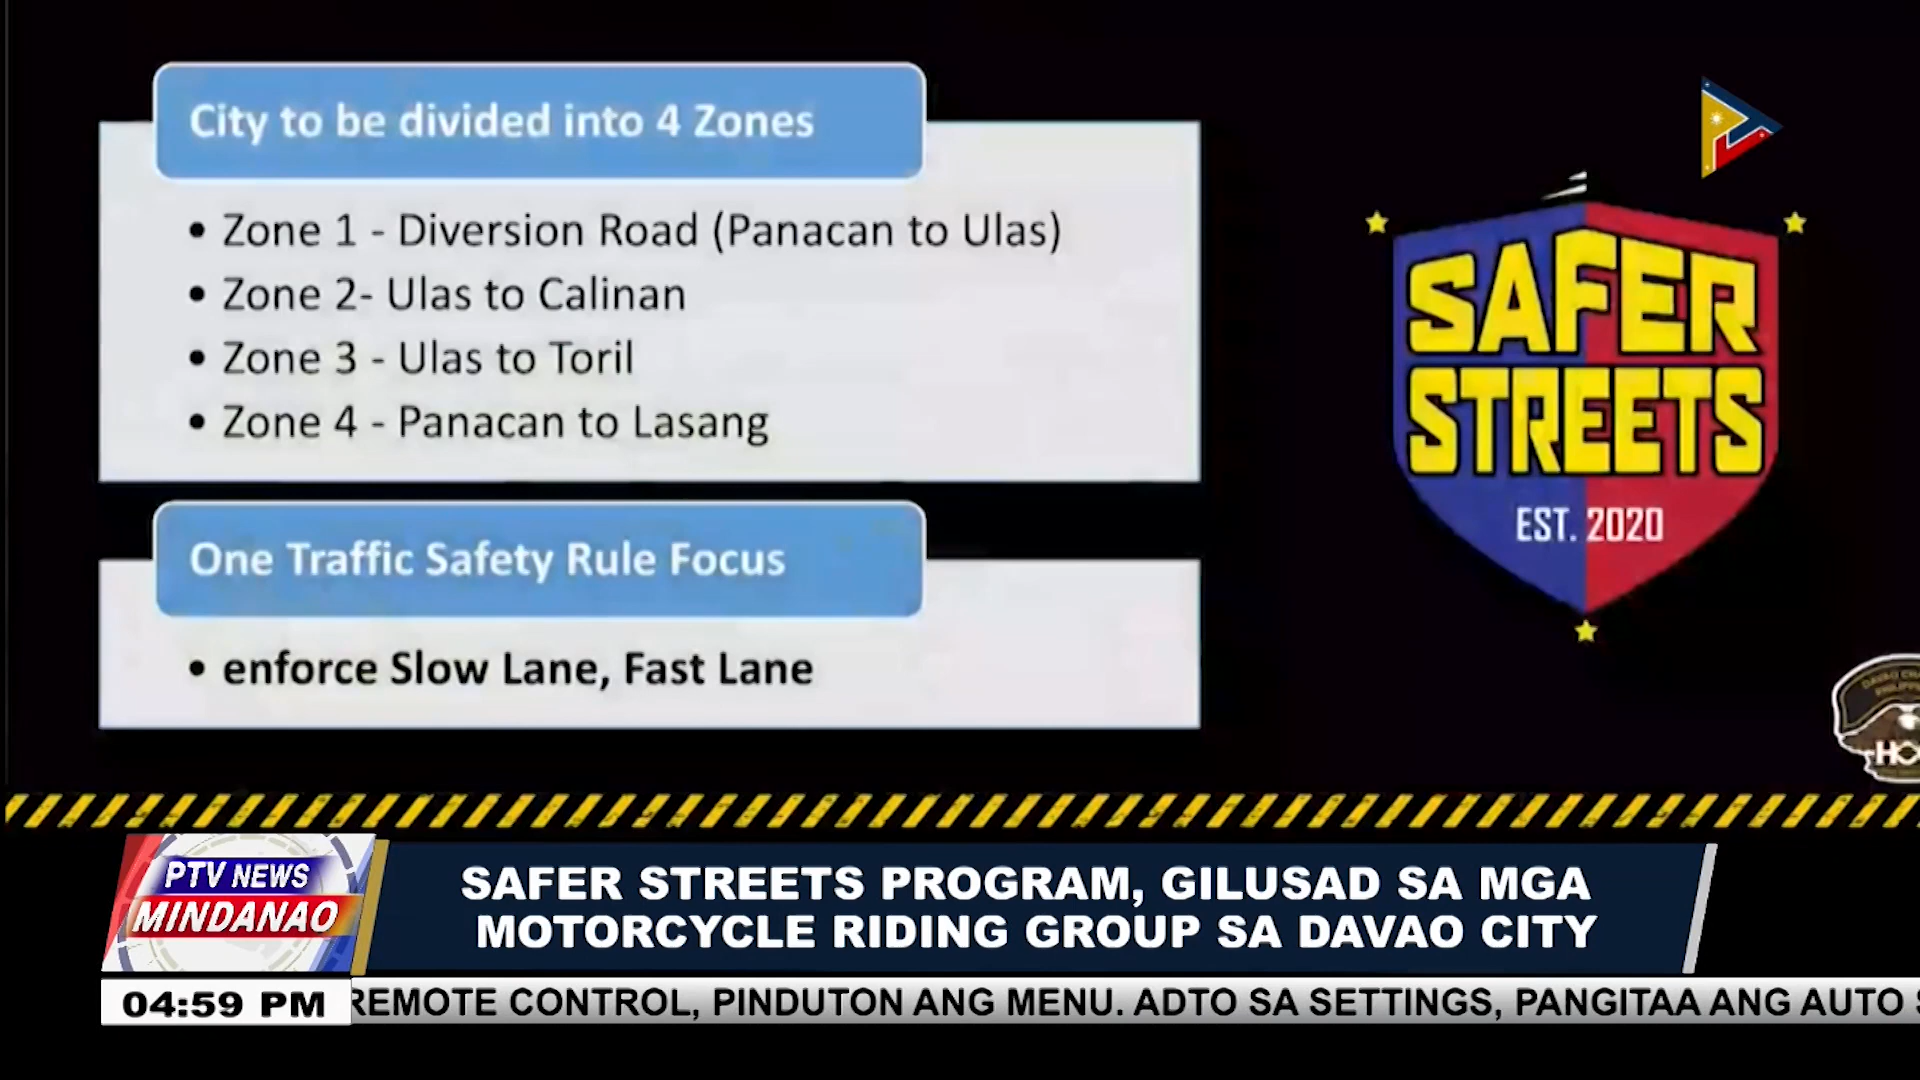 City to be divided into 4 Zones
• Zone 1 - Diversion Road (Panacan to Ulas)
• Zone 2- Ulas to Calinan
• Zone 3 - Ulas to Toril
• Zone 4 - Panacan to Lasang
One Traffic Safety Rule Focus
• enforce Slow Lane, Fast Lane
SAFER
STREETS
EST. 2020
PTV NEWS
MINDANAO
SAFER STREETS PROGRAM, GILUSAD SA MGA
MOTORCYCLE RIDING GROUP SA DAVAO CITY
04:59 PM
REMOTE CONTROL, PINDUTON ANG MENU. ADTO SA SETTINGS, PANGITAA ANG AUTO